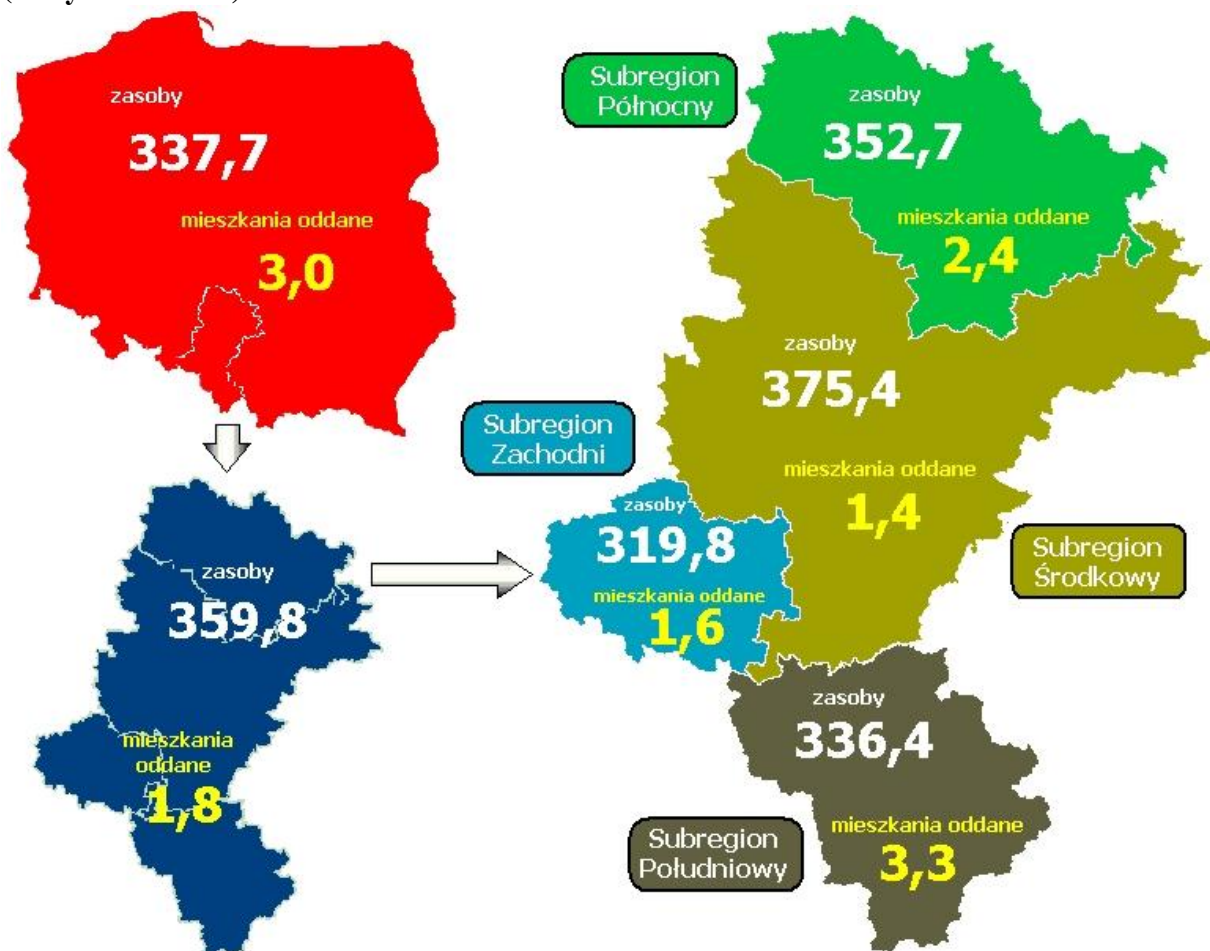 zasoby
337,7
mieszkania oddane
3,0
zasoby
359,8
mieszkania
oddane
1,8
Subregion
Północny
zasoby
352,7
mieszkania oddane
2,4
zasoby
375,4
mieszkania oddane
1,4
Subregion
Środkowy
Subregion
Zachodni
zasoby
319,8
mieszkania oddane
1,6
zasoby
336,4
mieszkania oddane
3,3
Subregion
Południowy